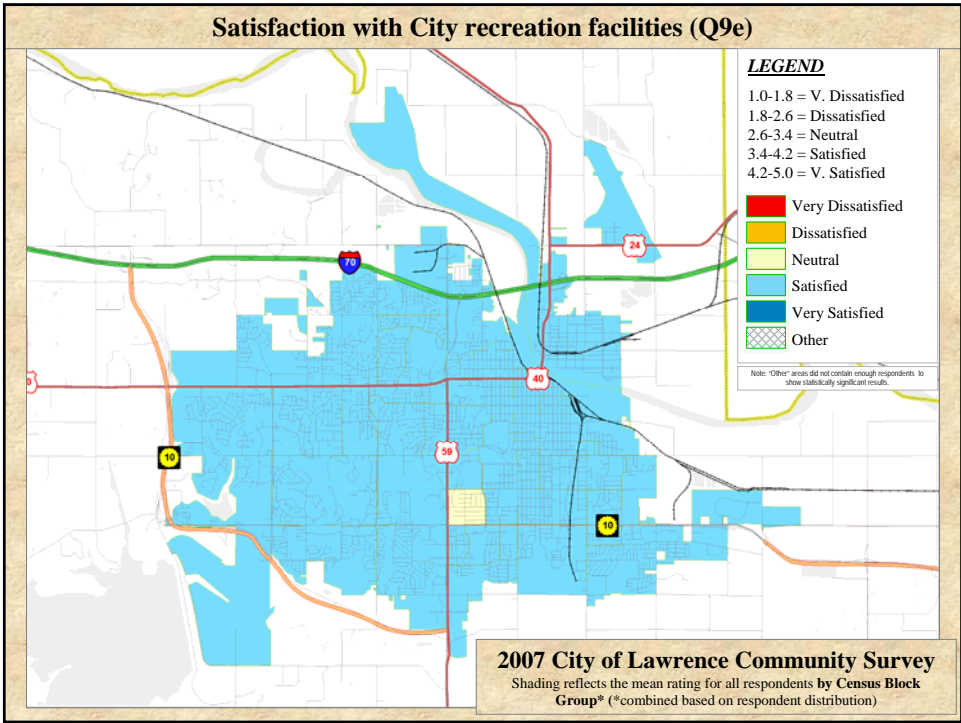 Satisfaction with City recreation facilities (Q9e)
LEGEND
1.0-1.8 = V. Dissatisfied
1.8-2.6 = Dissatisfied
2.6-3.4 = Neutral
3.4-4.2 = Satisfied
4.2-5.0 = V. Satisfied
Very Dissatisfied
Dissatisfied
Neutral
Satisfied
Very Satisfied
Other
Note: "Other" areas did not contain enough respondents to
show statistically significant results.
24
70
0
40
59
10
10
2007 City of Lawrence Community Survey
Shading reflects the mean rating for all respondents by Census Block
Group* (*combined based on respondent distribution)